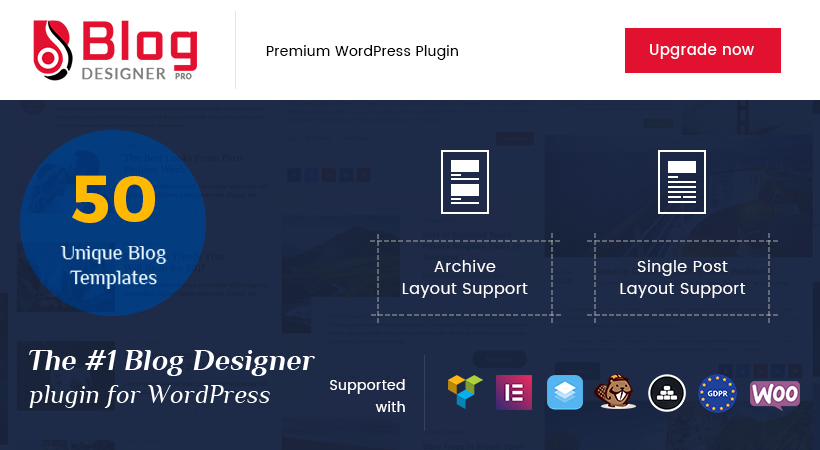 Blog
DESIGNER PRO
Premium WordPress Plugin
Upgrade now
50
Unique Blog
Templates
Archive
Layout Support
Single Post
Layout Support
The #1 Blog Designer
plugin for WordPress
Supported
with
GDPR
WOO